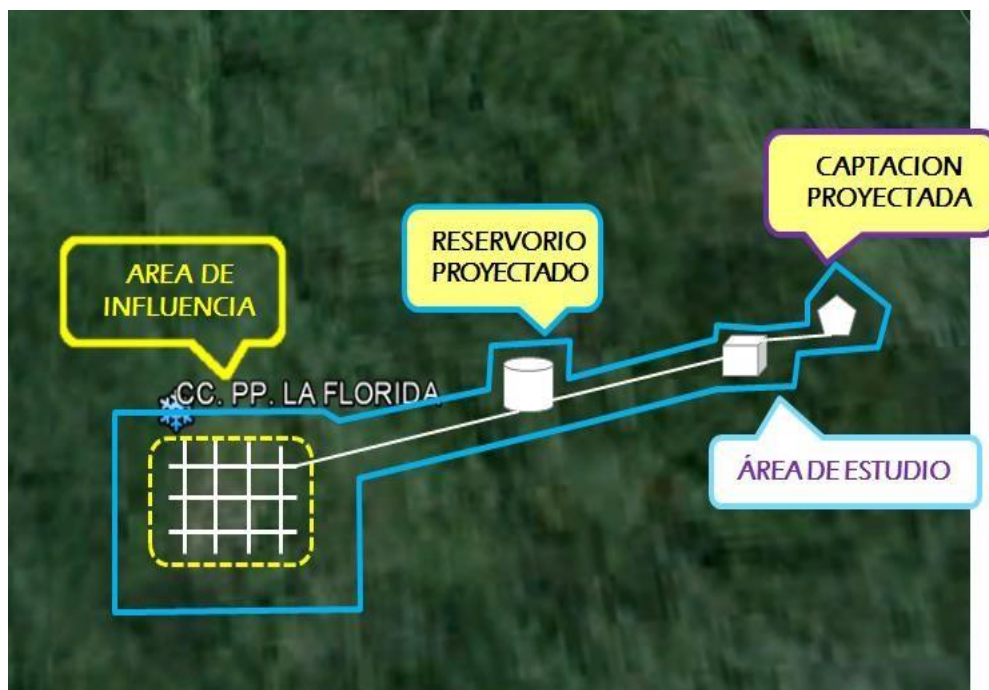 CAPTACION
PROYECTADA
RESERVORIO
PROYECTADO
AREA DE
INFLUENCIA
CC. PP. LA FLORIDA
ÁREA DE ESTUDIO